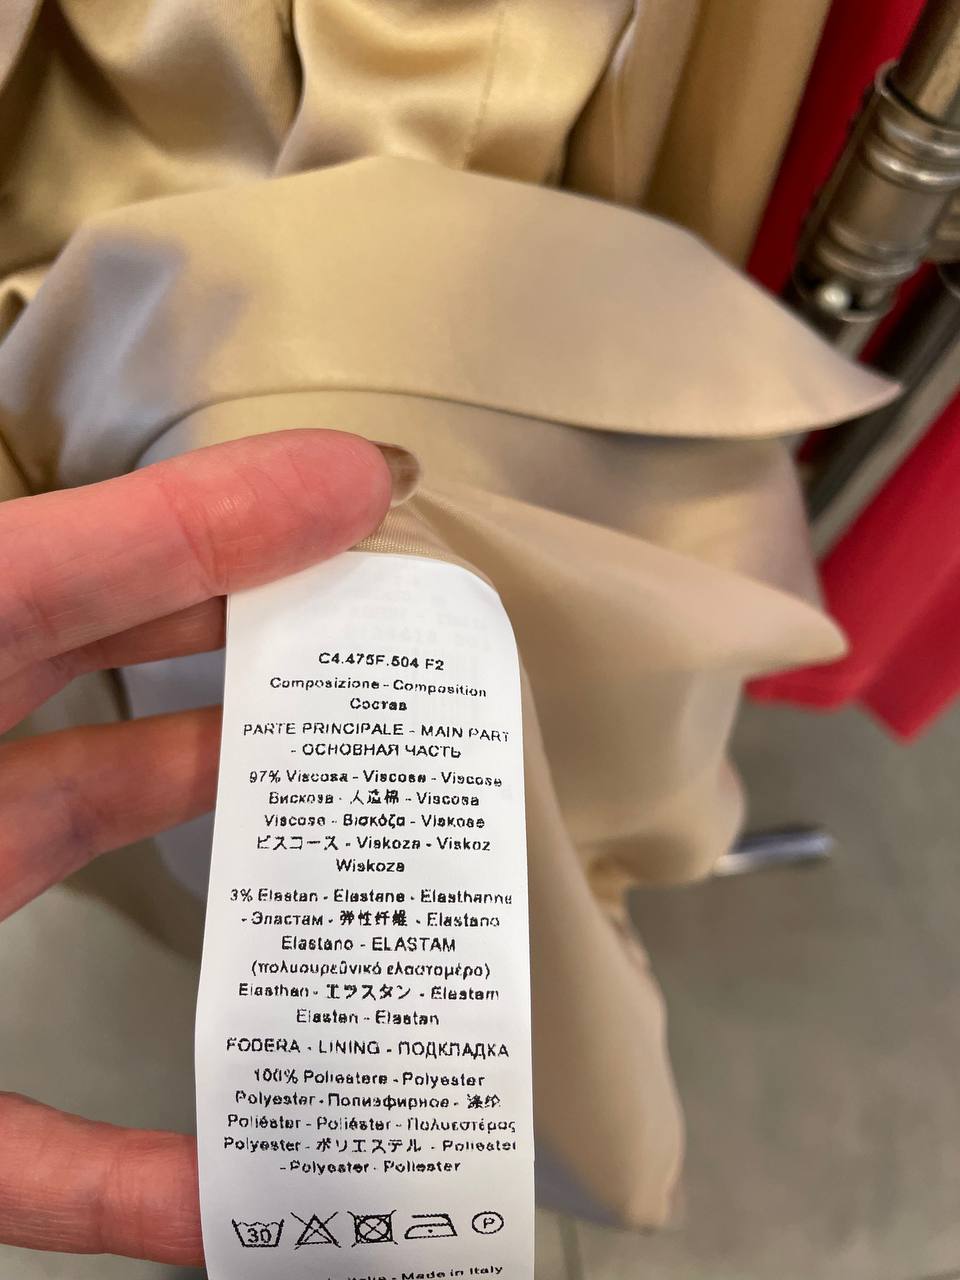 C4.475F.504 F2
Composizione - Composition
Состав
PARTE PRINCIPALE - MAIN PART
- ОСНОВНАЯ ЧАСТЬ
97% Viscosa - Viscose - Viscose
Вискоза - 人造棉 - Viscosa
Viscose - Βισκόζα - Viskose
ビスコース - Viskoza - Viskoz
Wiskoza
3% Elastan - Elastane - Elasthanne
- Эластам - 弹性纤维 - Elastano
Elastano - ELASTAM
(πολυουρεΰνικό ελαστομέρο)
Elasthan - エラスタン - Elastam
Elasten - Elastan
FODERA - LINING - ПОДКЛАДКА
100% Poliestere - Polyester
Polyester - Полиэфирное - 涤纶
Poliéster - Poliéster - Πολυεστέρας
Polyester - ポリエステル - Poliester
- Polyester - Poliester
30 P
Made in Italy